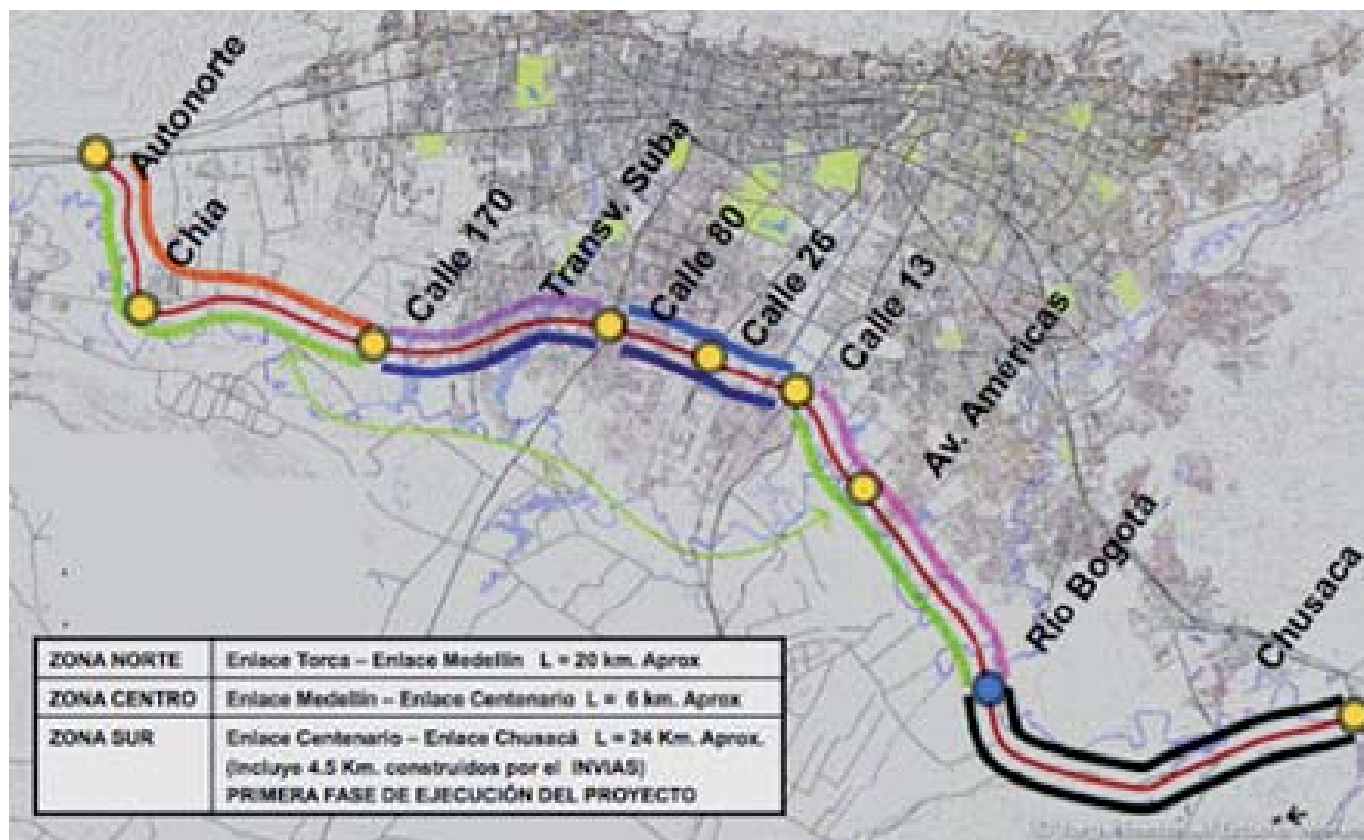 Autonorte
Chia
Calle 170
Transv. Suba
Calle 80
Calle 26
Calle 13
Av. Américas
Río Bogotá
Chusaca
ZONA NORTE Enlace Torca – Enlace Medellín L = 20 km. Aprox
ZONA CENTRO Enlace Medellín – Enlace Centenario L = 6 km. Aprox
ZONA SUR Enlace Centenario – Enlace Chusacá L = 24 Km. Aprox.
(Incluye 4.5 Km. construidos por el INVIAS)
PRIMERA FASE DE EJECUCIÓN DEL PROYECTO